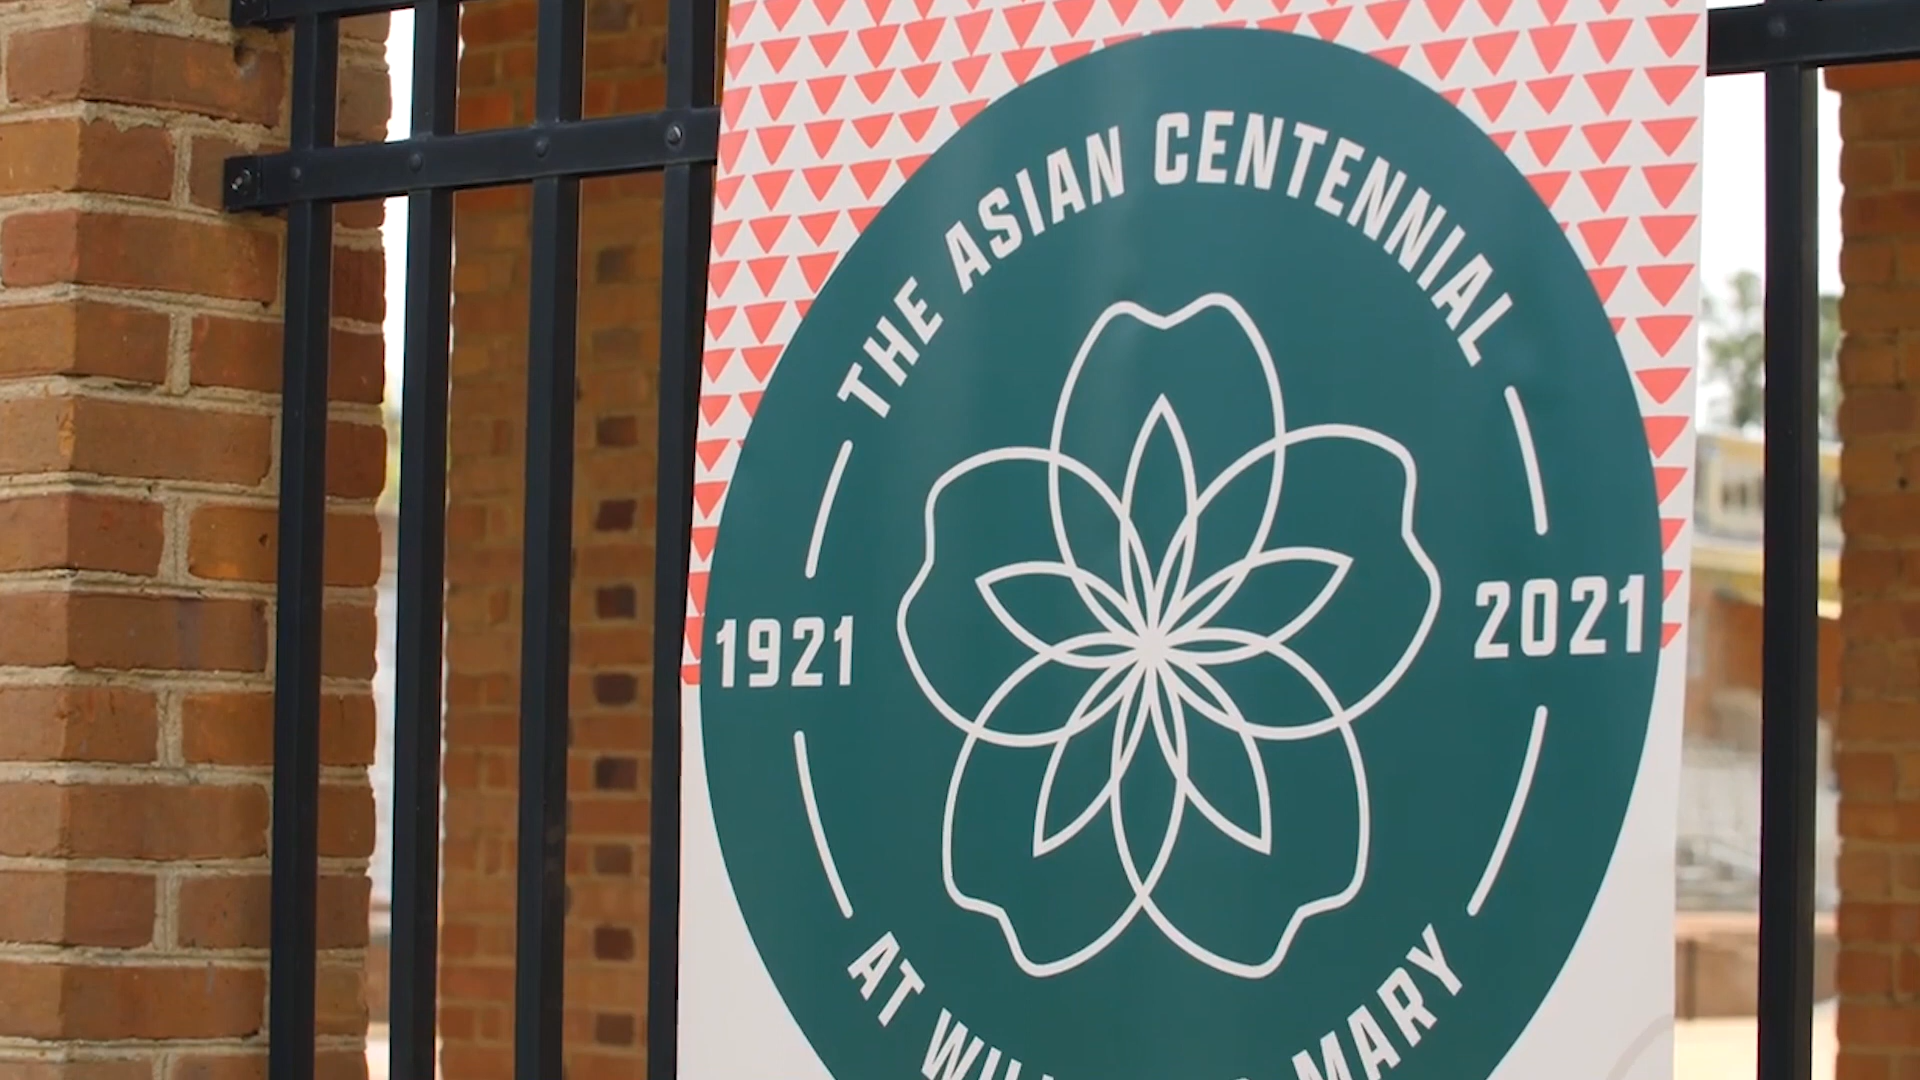 THE ASIAN CENTENNIAL
1921
2021
AT
MARY